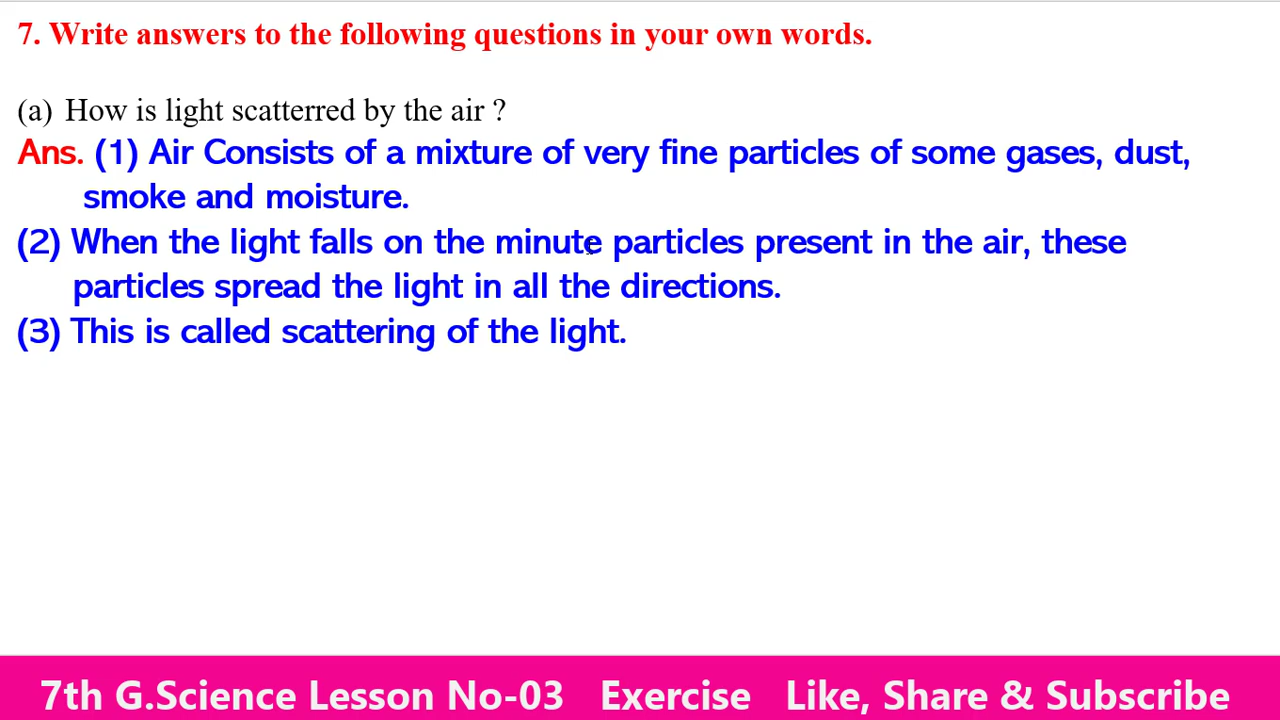 7. Write answers to the following questions in your own words.
(a) How is light scatterred by the air ?
Ans. (1) Air Consists of a mixture of very fine particles of some gases, dust,
smoke and moisture.
(2) When the light falls on the minute particles present in the air, these
particles spread the light in all the directions.
(3) This is called scattering of the light.
7th G.Science Lesson No-03 Exercise Like, Share & Subscribe